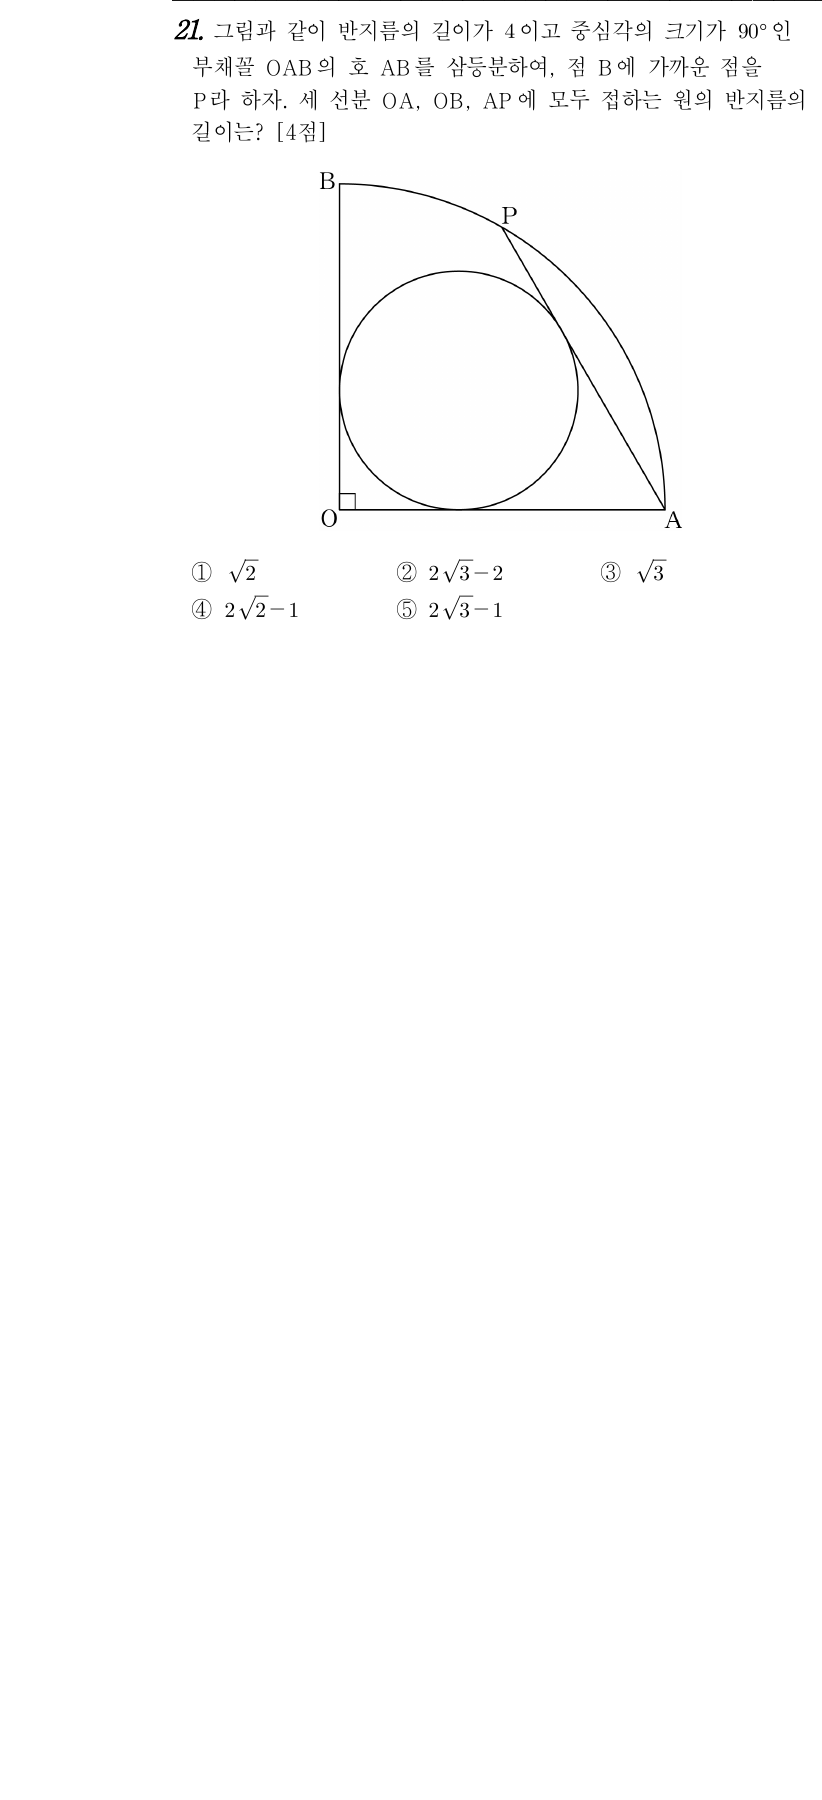 21. 그림과 같이 반지름의 길이가 4이고 중심각의 크기가 90°인
부채꼴 OAB의 호 AB를 삼등분하여, 점 B에 가까운 점을
P라 하자. 세 선분 OA, OB, AP에 모두 접하는 원의 반지름의
길이는? [4점]
B
P
O
A
① √2 ② 2√3−2 ③ √3
④ 2√2−1 ⑤ 2√3−1